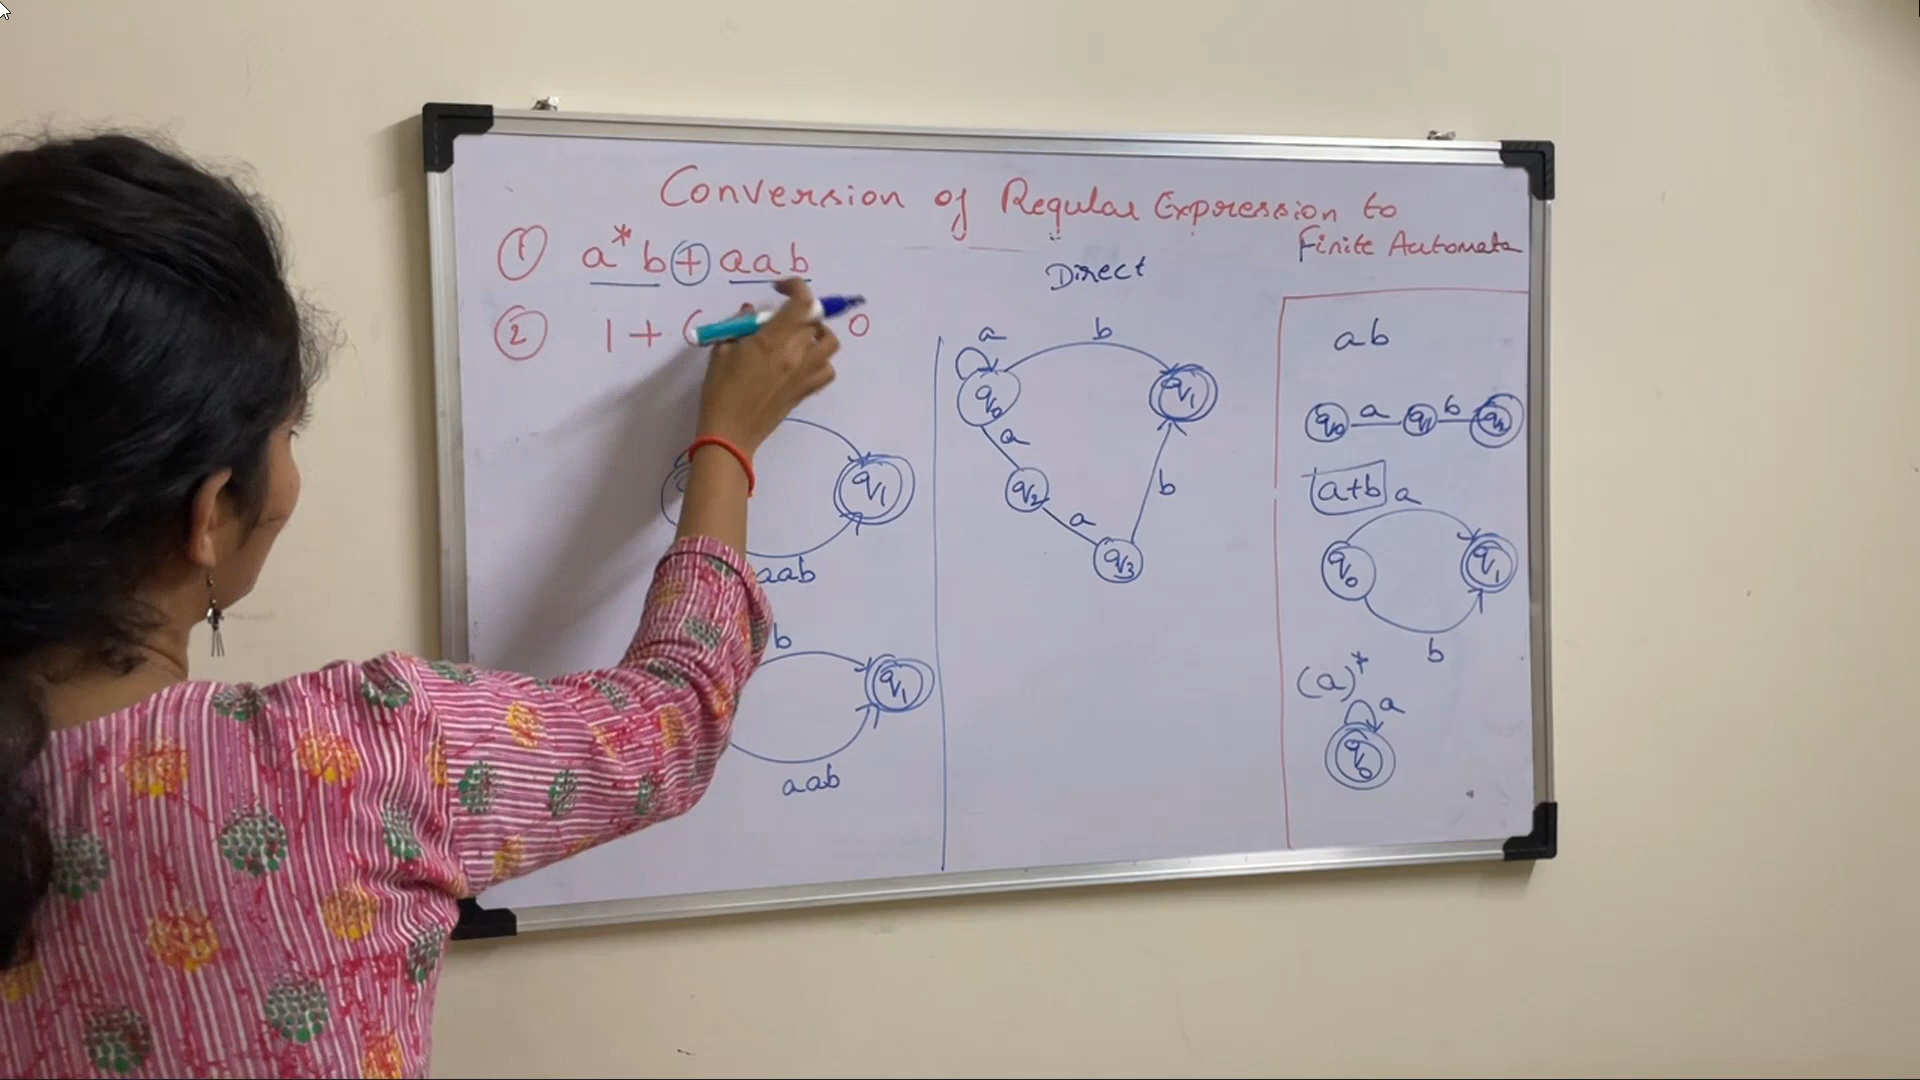 Conversion of Regular Expression to
Finite Automata
① a*b + aab
② 1 + ( 0
Direct
q1
aab
b
q1
aab
a b
q0 q1
a
q2
a
b
q3
ab
q0 a q1 b q2
(a+b) a
q0 q1
b
(a)*
a
q0